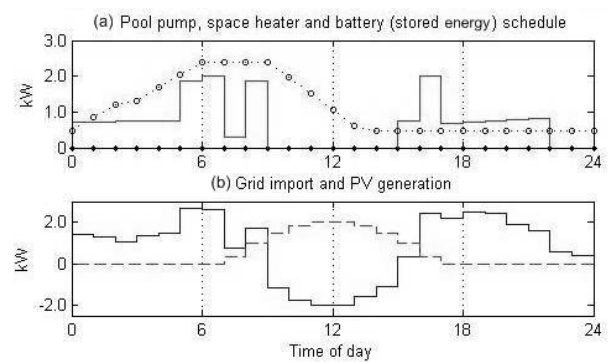 (a) Pool pump, space heater and battery (stored energy) schedule
3.0
2.0
1.0
0
kW
0 6 12 18 24
(b) Grid import and PV generation
2.0
0
-2.0
kW
0 6 12 18 24
Time of day